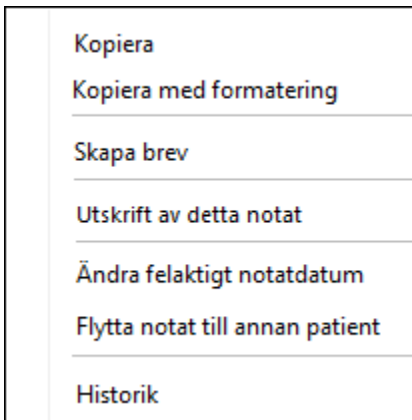 Kopiera
Kopiera med formatering
Skapa brev
Utskrift av detta notat
Ändra felaktigt notatdatum
Flytta notat till annan patient
Historik